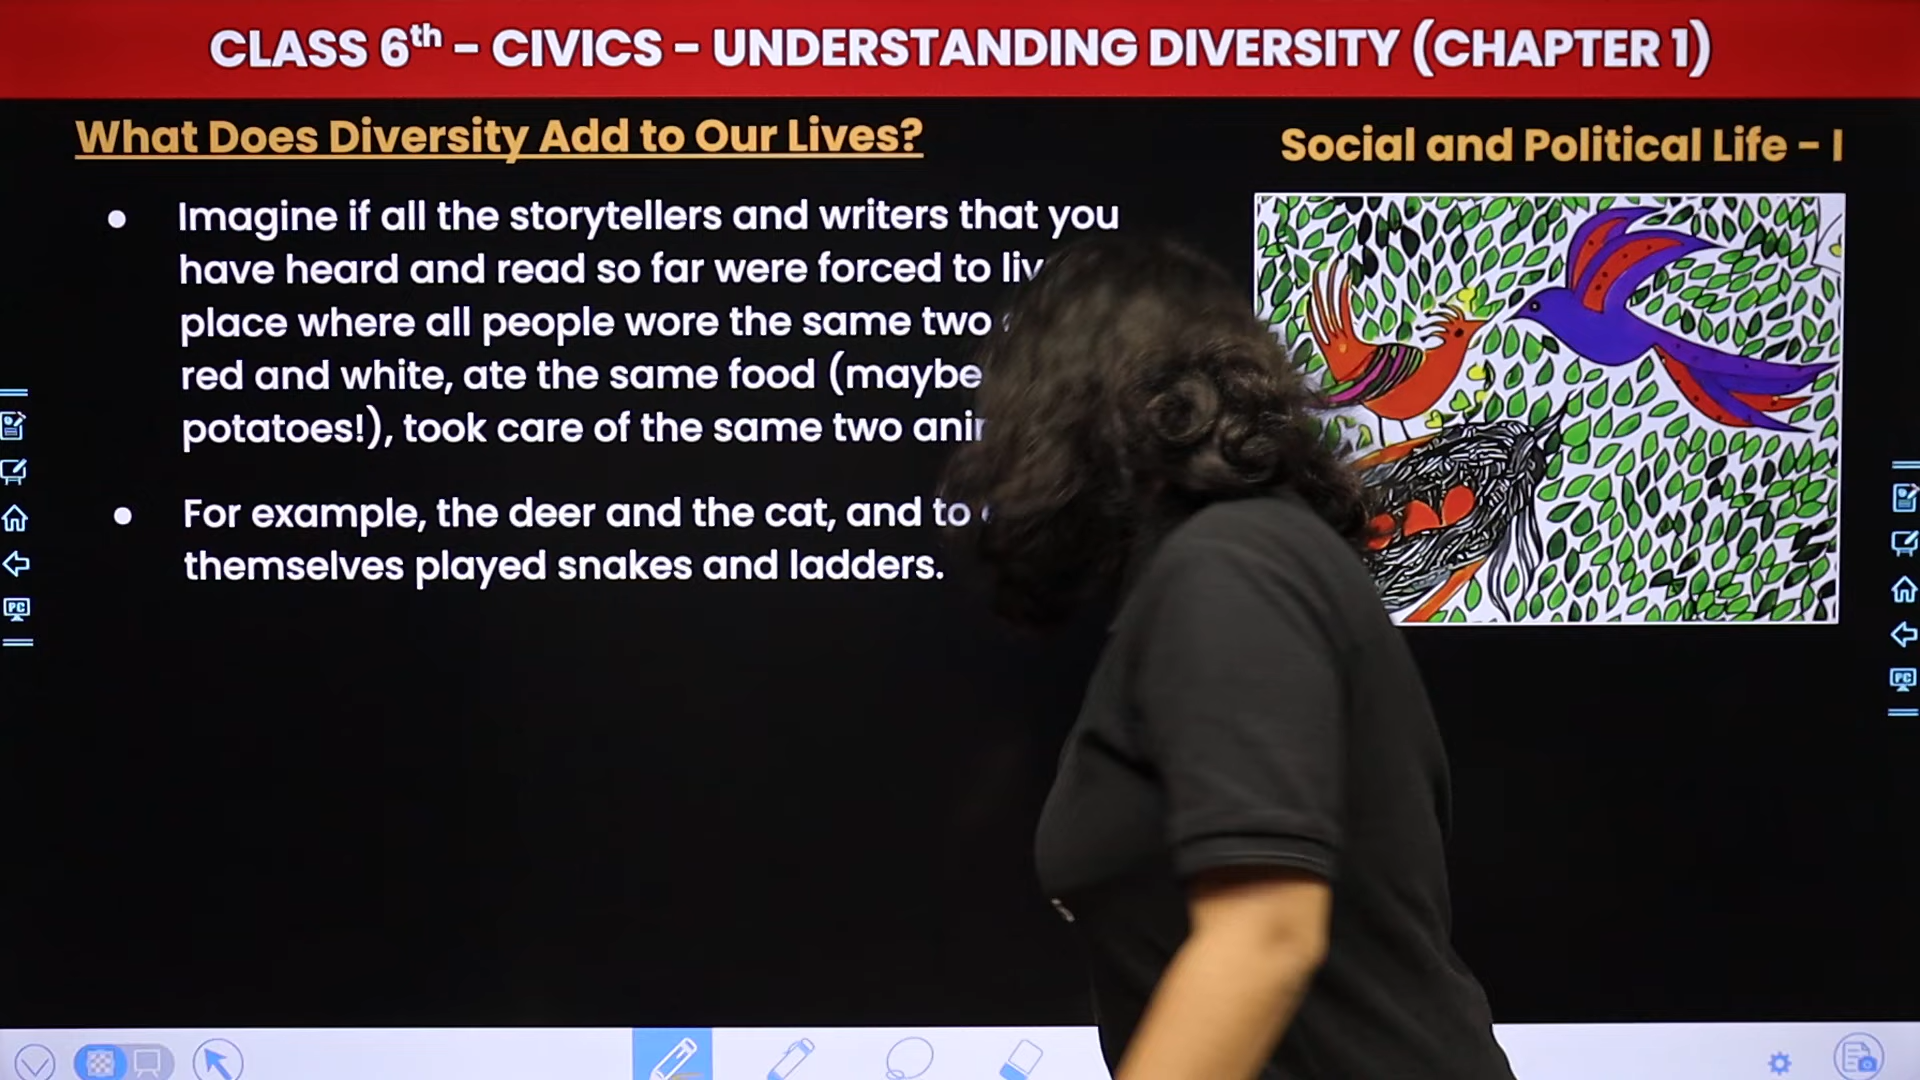 CLASS 6th - CIVICS - UNDERSTANDING DIVERSITY (CHAPTER 1)
What Does Diversity Add to Our Lives?
Social and Political Life - I
• Imagine if all the storytellers and writers that you
have heard and read so far were forced to
place where all people wore the same two
red and white, ate the same food (maybe
potatoes!), took care of the same two
• For example, the deer and the cat, and to
themselves played snakes and ladders.
PC
PC